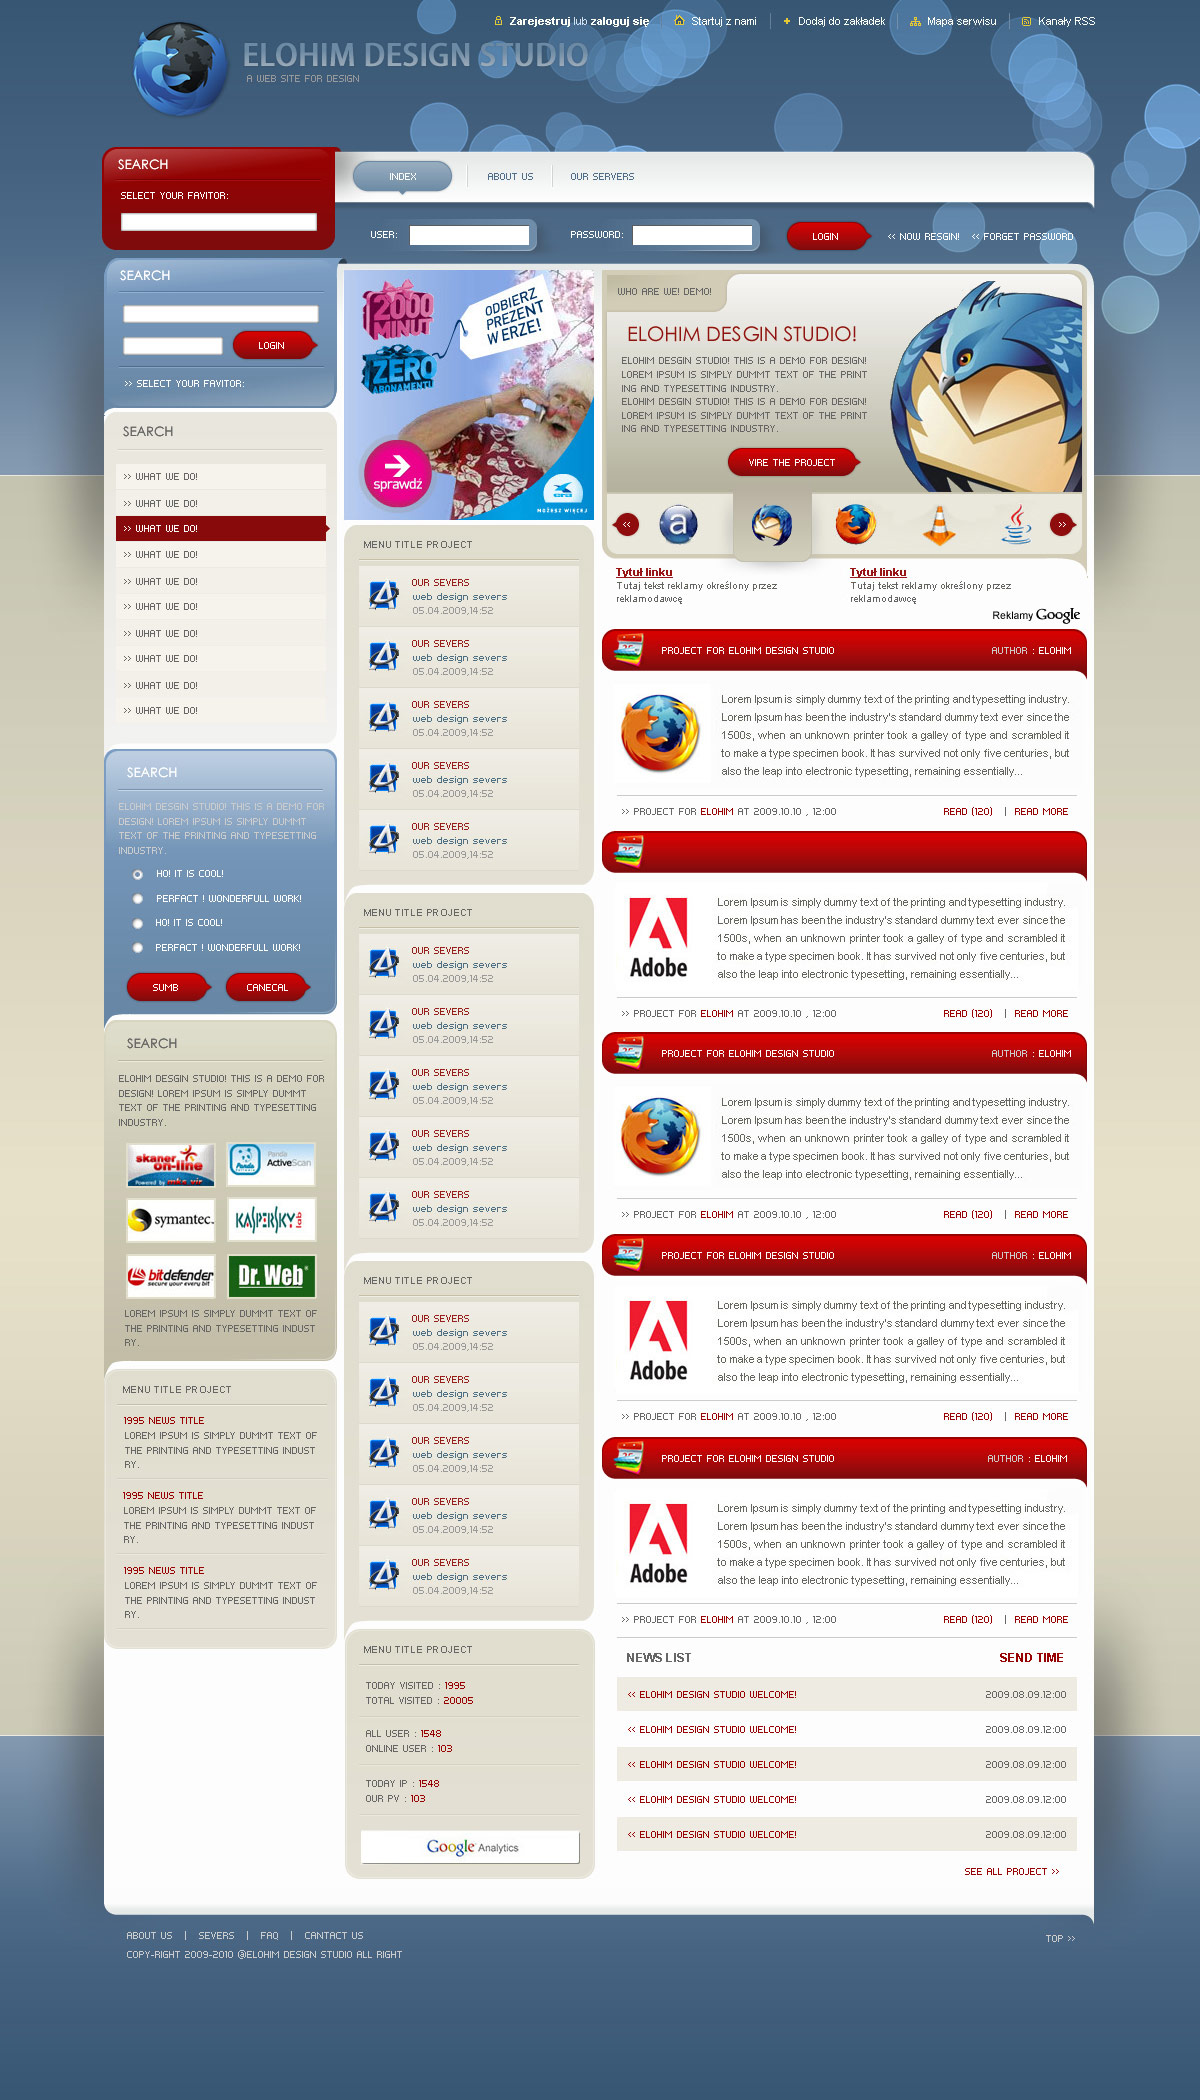 Zarejestruj lub zaloguj się
Startuj z nami
Dodaj do zakładek
Mapa serwisu
Kanały RSS
ELOHIM DESIGN STUDIO
A WEB SITE FOR DESIGN
SEARCH
SELECT YOUR FAVITOR:
INDEX
ABOUT US
OUR SERVERS
USER:
PASSWORD:
LOGIN
<< NOW RESGIN!
<< FORGET PASSWORD
SEARCH
LOGIN
>> SELECT YOUR FAVITOR:
SEARCH
>> WHAT WE DO!
>> WHAT WE DO!
>> WHAT WE DO!
>> WHAT WE DO!
>> WHAT WE DO!
>> WHAT WE DO!
>> WHAT WE DO!
>> WHAT WE DO!
>> WHAT WE DO!
>> WHAT WE DO!
SEARCH
ELOHIM DESGIN STUDIO! THIS IS A DEMO FOR
DESIGN! LOREM IPSUM IS SIMPLY DUMMT
TEXT OF THE PRINTING AND TYPESETTING
INDUSTRY.
HO! IT IS COOL!
PERFACT ! WONDERFULL WORK!
HO! IT IS COOL!
PERFACT ! WONDERFULL WORK!
SUMB
CANECAL
SEARCH
ELOHIM DESGIN STUDIO! THIS IS A DEMO FOR
DESIGN! LOREM IPSUM IS SIMPLY DUMMT
TEXT OF THE PRINTING AND TYPESETTING
INDUSTRY.
skaner
on-line
Powered by mks_vir
Panda
Panda
ActiveScan
symantec.
KASPERSKY lab
bitdefender
secure your every bit
Dr.Web®
LOREM IPSUM IS SIMPLY DUMMT TEXT OF
THE PRINTING AND TYPESETTING INDUST
RY.
MENU TITLE PROJECT
1995 NEWS TITLE
LOREM IPSUM IS SIMPLY DUMMT TEXT OF
THE PRINTING AND TYPESETTING INDUST
RY.
1995 NEWS TITLE
LOREM IPSUM IS SIMPLY DUMMT TEXT OF
THE PRINTING AND TYPESETTING INDUST
RY.
1995 NEWS TITLE
LOREM IPSUM IS SIMPLY DUMMT TEXT OF
THE PRINTING AND TYPESETTING INDUST
RY.
2000
MINUT
ZERO
ABONAMENTU
ODBIERZ
PREZENT
W ERZE!
sprawdź
era
MOŻESZ WIĘCEJ
MENU TITLE PROJECT
OUR SEVERS
web design severs
05.04.2009,14:52
OUR SEVERS
web design severs
05.04.2009,14:52
OUR SEVERS
web design severs
05.04.2009,14:52
OUR SEVERS
web design severs
05.04.2009,14:52
OUR SEVERS
web design severs
05.04.2009,14:52
MENU TITLE PROJECT
OUR SEVERS
web design severs
05.04.2009,14:52
OUR SEVERS
web design severs
05.04.2009,14:52
OUR SEVERS
web design severs
05.04.2009,14:52
OUR SEVERS
web design severs
05.04.2009,14:52
OUR SEVERS
web design severs
05.04.2009,14:52
MENU TITLE PROJECT
OUR SEVERS
web design severs
05.04.2009,14:52
OUR SEVERS
web design severs
05.04.2009,14:52
OUR SEVERS
web design severs
05.04.2009,14:52
OUR SEVERS
web design severs
05.04.2009,14:52
OUR SEVERS
web design severs
05.04.2009,14:52
MENU TITLE PROJECT
TODAY VISITED : 1995
TOTAL VISITED : 20005
ALL USER : 1548
ONLINE USER : 103
TODAY IP : 1548
OUR PV : 103
Google Analytics
WHO ARE WE! DEMO!
ELOHIM DESGIN STUDIO!
ELOHIM DESGIN STUDIO! THIS IS A DEMO FOR DESIGN!
LOREM IPSUM IS SIMPLY DUMMT TEXT OF THE PRINT
ING AND TYPESETTING INDUSTRY.
ELOHIM DESGIN STUDIO! THIS IS A DEMO FOR DESIGN!
LOREM IPSUM IS SIMPLY DUMMT TEXT OF THE PRINT
ING AND TYPESETTING INDUSTRY.
VIRE THE PROJECT
<<
a
>>
Tytuł linku
Tutaj tekst reklamy określony przez
reklamodawcę
Tytuł linku
Tutaj tekst reklamy określony przez
reklamodawcę
Reklamy Google
PROJECT FOR ELOHIM DESIGN STUDIO
AUTHOR : ELOHIM
Lorem Ipsum is simply dummy text of the printing and typesetting industry.
Lorem Ipsum has been the industry's standard dummy text ever since the
1500s, when an unknown printer took a galley of type and scrambled it
to make a type specimen book. It has survived not only five centuries, but
also the leap into electronic typesetting, remaining essentially...
>> PROJECT FOR ELOHIM AT 2009.10.10 , 12:00
READ (120) | READ MORE
Adobe
Lorem Ipsum is simply dummy text of the printing and typesetting industry.
Lorem Ipsum has been the industry's standard dummy text ever since the
1500s, when an unknown printer took a galley of type and scrambled it
to make a type specimen book. It has survived not only five centuries, but
also the leap into electronic typesetting, remaining essentially...
>> PROJECT FOR ELOHIM AT 2009.10.10 , 12:00
READ (120) | READ MORE
PROJECT FOR ELOHIM DESIGN STUDIO
AUTHOR : ELOHIM
Lorem Ipsum is simply dummy text of the printing and typesetting industry.
Lorem Ipsum has been the industry's standard dummy text ever since the
1500s, when an unknown printer took a galley of type and scrambled it
to make a type specimen book. It has survived not only five centuries, but
also the leap into electronic typesetting, remaining essentially...
>> PROJECT FOR ELOHIM AT 2009.10.10 , 12:00
READ (120) | READ MORE
PROJECT FOR ELOHIM DESIGN STUDIO
AUTHOR : ELOHIM
Adobe
Lorem Ipsum is simply dummy text of the printing and typesetting industry.
Lorem Ipsum has been the industry's standard dummy text ever since the
1500s, when an unknown printer took a galley of type and scrambled it
to make a type specimen book. It has survived not only five centuries, but
also the leap into electronic typesetting, remaining essentially...
>> PROJECT FOR ELOHIM AT 2009.10.10 , 12:00
READ (120) | READ MORE
PROJECT FOR ELOHIM DESIGN STUDIO
AUTHOR : ELOHIM
Adobe
Lorem Ipsum is simply dummy text of the printing and typesetting industry.
Lorem Ipsum has been the industry's standard dummy text ever since the
1500s, when an unknown printer took a galley of type and scrambled it
to make a type specimen book. It has survived not only five centuries, but
also the leap into electronic typesetting, remaining essentially...
>> PROJECT FOR ELOHIM AT 2009.10.10 , 12:00
READ (120) | READ MORE
NEWS LIST
SEND TIME
<< ELOHIM DESIGN STUDIO WELCOME!
2009.08.09.12:00
<< ELOHIM DESIGN STUDIO WELCOME!
2009.08.09.12:00
<< ELOHIM DESIGN STUDIO WELCOME!
2009.08.09.12:00
<< ELOHIM DESIGN STUDIO WELCOME!
2009.08.09.12:00
<< ELOHIM DESIGN STUDIO WELCOME!
2009.08.09.12:00
SEE ALL PROJECT >>
ABOUT US | SEVERS | FAQ | CANTACT US
COPY-RIGHT 2009-2010 @ELOHIM DESIGN STUDIO ALL RIGHT
TOP >>